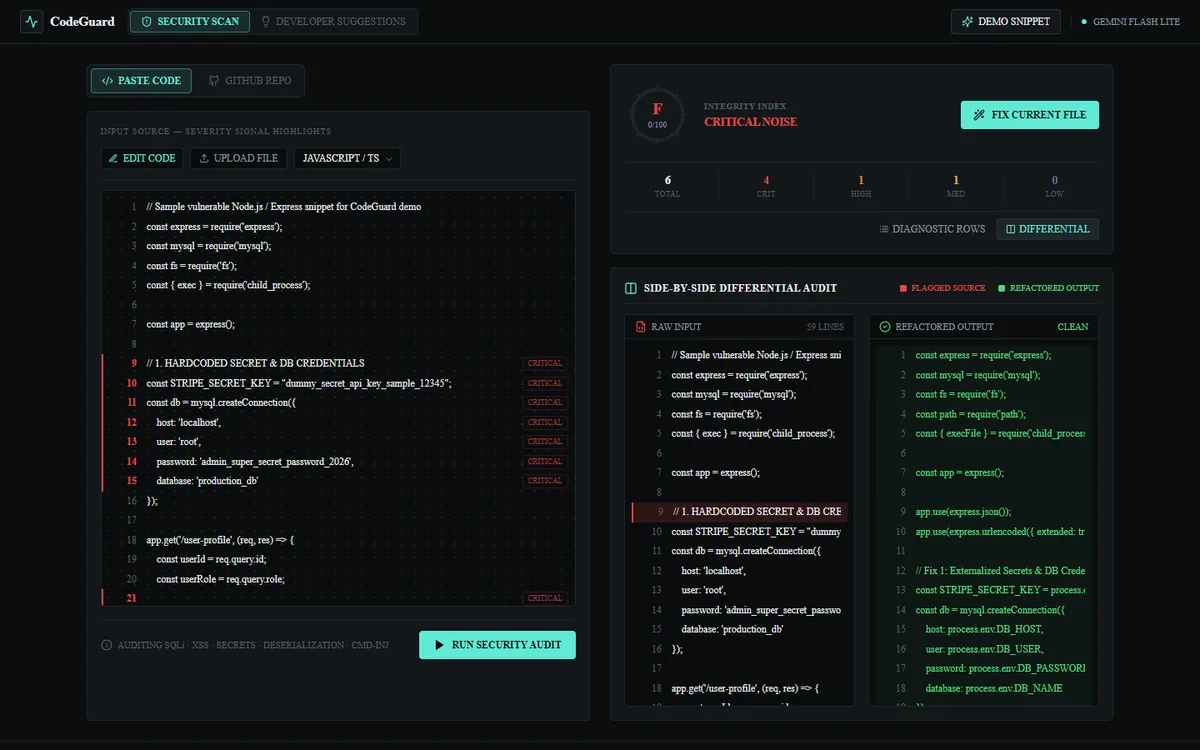 CodeGuard
SECURITY SCAN
DEVELOPER SUGGESTIONS
DEMO SNIPPET
GEMINI FLASH LITE
</> PASTE CODE
GITHUB REPO
INPUT SOURCE — SEVERITY SIGNAL HIGHLIGHTS
EDIT CODE
UPLOAD FILE
JAVASCRIPT / TS
1 // Sample vulnerable Node.js / Express snippet for CodeGuard demo
2 const express = require('express');
3 const mysql = require('mysql');
4 const fs = require('fs');
5 const { exec } = require('child_process');
6
7 const app = express();
8
9 // 1. HARDCODED SECRET & DB CREDENTIALS CRITICAL
10 const STRIPE_SECRET_KEY = "dummy_secret_api_key_sample_12345"; CRITICAL
11 const db = mysql.createConnection({ CRITICAL
12 host: 'localhost', CRITICAL
13 user: 'root', CRITICAL
14 password: 'admin_super_secret_password_2026', CRITICAL
15 database: 'production_db' CRITICAL
16 });
17
18 app.get('/user-profile', (req, res) => {
19 const userId = req.query.id;
20 const userRole = req.query.role;
21 CRITICAL
AUDITING SQLi · XSS · SECRETS · DESERIALIZATION · CMD-INJ
RUN SECURITY AUDIT
F
0/100
INTEGRITY INDEX
CRITICAL NOISE
FIX CURRENT FILE
6 TOTAL
4 CRIT
1 HIGH
1 MED
0 LOW
DIAGNOSTIC ROWS
DIFFERENTIAL
SIDE-BY-SIDE DIFFERENTIAL AUDIT
FLAGGED SOURCE
REFACTORED OUTPUT
RAW INPUT
59 LINES
1 // Sample vulnerable Node.js / Express sni
2 const express = require('express');
3 const mysql = require('mysql');
4 const fs = require('fs');
5 const { exec } = require('child_process');
6
7 const app = express();
8
9 // 1. HARDCODED SECRET & DB CRE
10 const STRIPE_SECRET_KEY = "dummy
11 const db = mysql.createConnection({
12 host: 'localhost',
13 user: 'root',
14 password: 'admin_super_secret_passwo
15 database: 'production_db'
16 });
17
18 app.get('/user-profile', (req, res) => {
REFACTORED OUTPUT
CLEAN
1 const express = require('express');
2 const mysql = require('mysql');
3 const fs = require('fs');
4 const path = require('path');
5 const { execFile } = require('child_process
6
7 const app = express();
8
9 app.use(express.json());
10 app.use(express.urlencoded({ extended: tr
11
12 // Fix 1: Externalized Secrets & DB Crede
13 const STRIPE_SECRET_KEY = process.e
14 const db = mysql.createConnection({
15 host: process.env.DB_HOST,
16 user: process.env.DB_USER,
17 password: process.env.DB_PASSWORD
18 database: process.env.DB_NAME